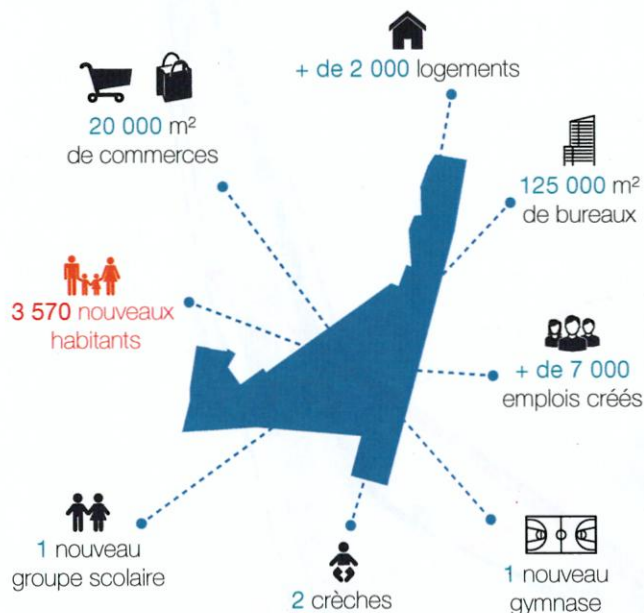 + de 2 000 logements
20 000 m²
de commerces
125 000 m²
de bureaux
3 570 nouveaux
habitants
+ de 7 000
emplois créés
1 nouveau
groupe scolaire
2 crèches
1 nouveau
gymnase